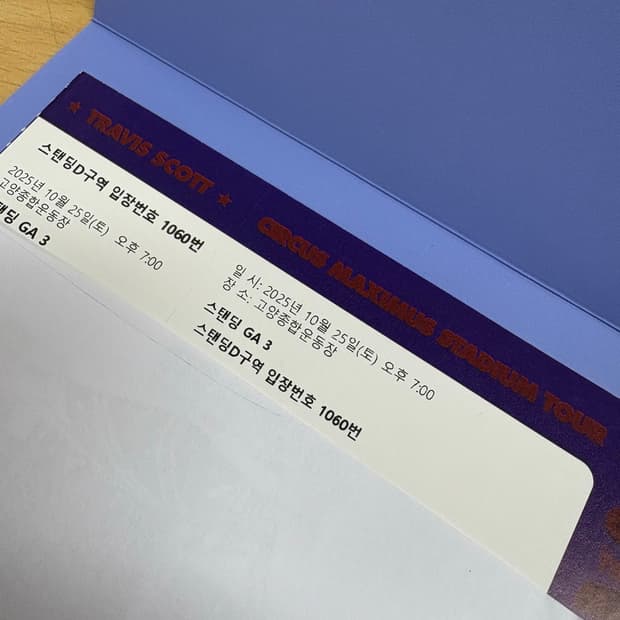 ★ TRAVIS SCOTT ★ CIRCUS MAXIMUS STADIUM TOUR
스탠딩D구역 입장번호 1060번
2025년 10월 25일(토) 오후 7:00
고양종합운동장
탠딩 GA 3
일 시: 2025년 10월 25일(토) 오후 7:00
장 소: 고양종합운동장
스탠딩 GA 3
스탠딩D구역 입장번호 1060번